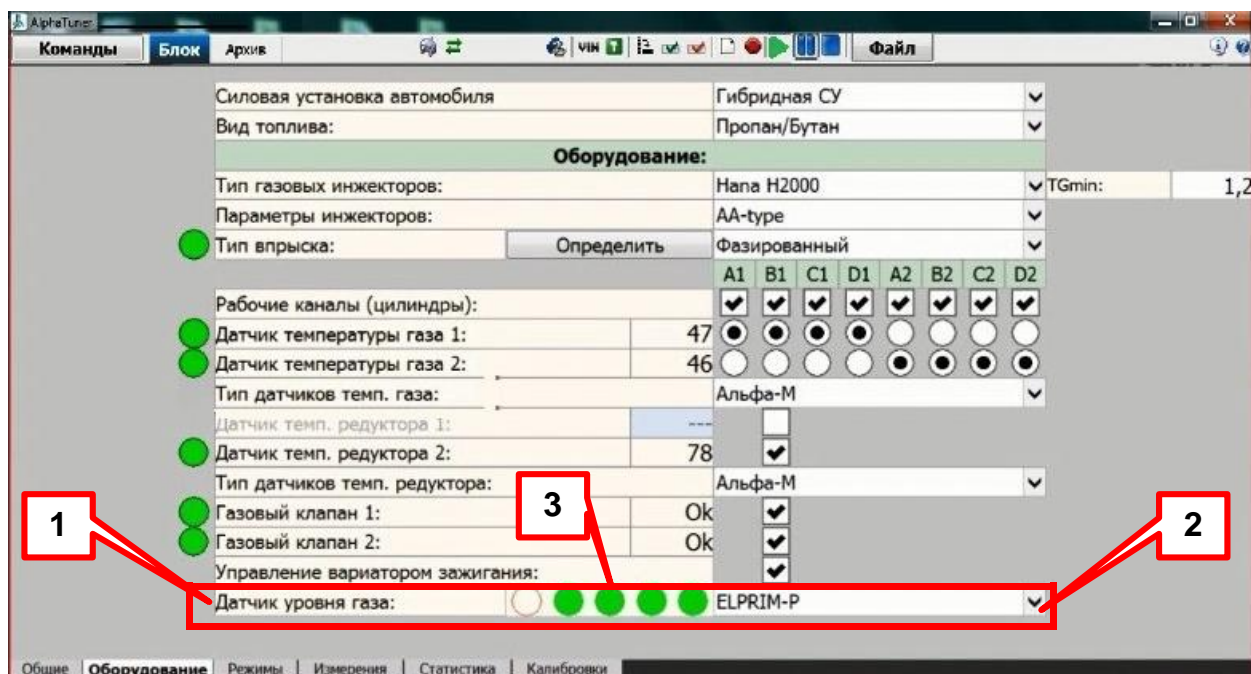 AlphaTuner
Команды Блок Архив VIN Файл
Силовая установка автомобиля Гибридная СУ
Вид топлива: Пропан/Бутан
Оборудование:
Тип газовых инжекторов: Hana H2000 TGmin: 1,2
Параметры инжекторов: AA-type
Тип впрыска: Определить Фазированный
A1 B1 C1 D1 A2 B2 C2 D2
Рабочие каналы (цилиндры):
Датчик температуры газа 1: 47
Датчик температуры газа 2: 46
Тип датчиков темп. газа: Альфа-М
Датчик темп. редуктора 1: ---
Датчик темп. редуктора 2: 78
Тип датчиков темп. редуктора: Альфа-М
1 Газовый клапан 1: 3 Ok 2
Газовый клапан 2: Ok
Управление вариатором зажигания:
Датчик уровня газа: ELPRIM-P
Общие Оборудование Режимы Измерения Статистика Калибровки